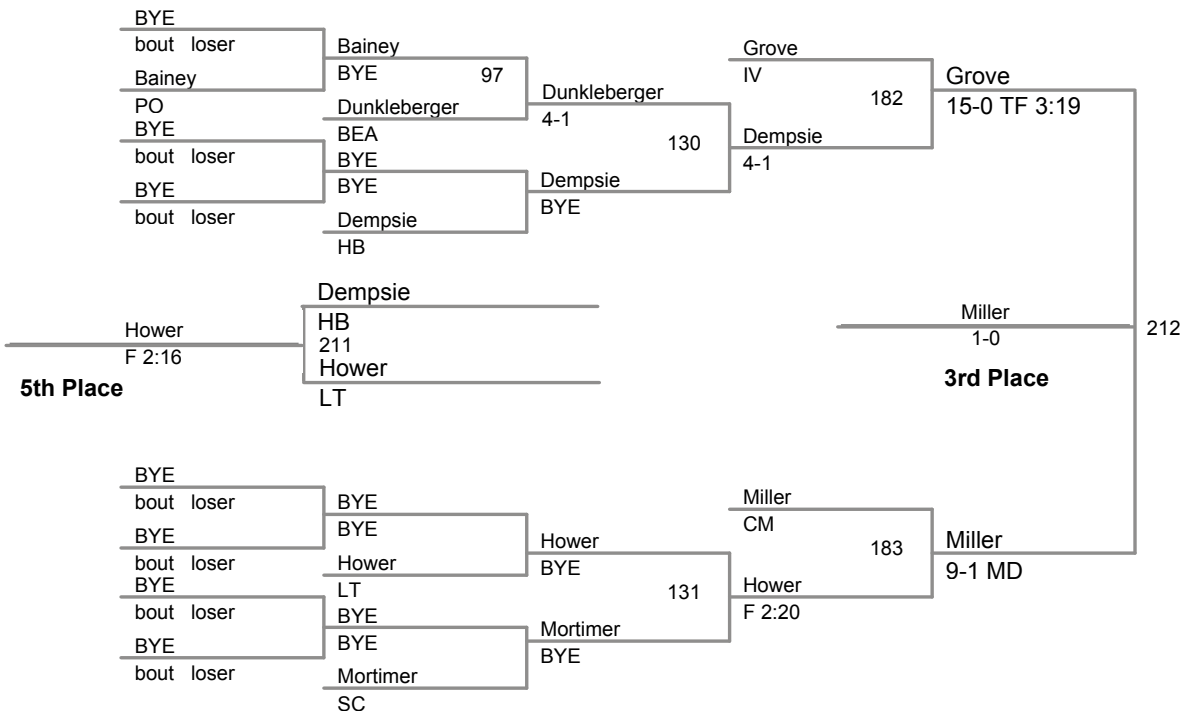 BYE
bout loser
Bainey
PO
BYE
bout loser
BYE
bout loser
Bainey
BYE
97
Dunkleberger
BEA
BYE
BYE
Dempsie
HB
Dunkleberger
4-1
130
Dempsie
BYE
Grove
IV
182
Dempsie
4-1
Grove
15-0 TF 3:19
Hower
F 2:16
5th Place
Dempsie
HB
211
Hower
LT
Miller
1-0
3rd Place
212
BYE
bout loser
BYE
bout loser
BYE
bout loser
BYE
bout loser
BYE
BYE
Hower
LT
BYE
BYE
Mortimer
SC
Hower
BYE
131
Mortimer
BYE
Miller
CM
183
Hower
F 2:20
Miller
9-1 MD